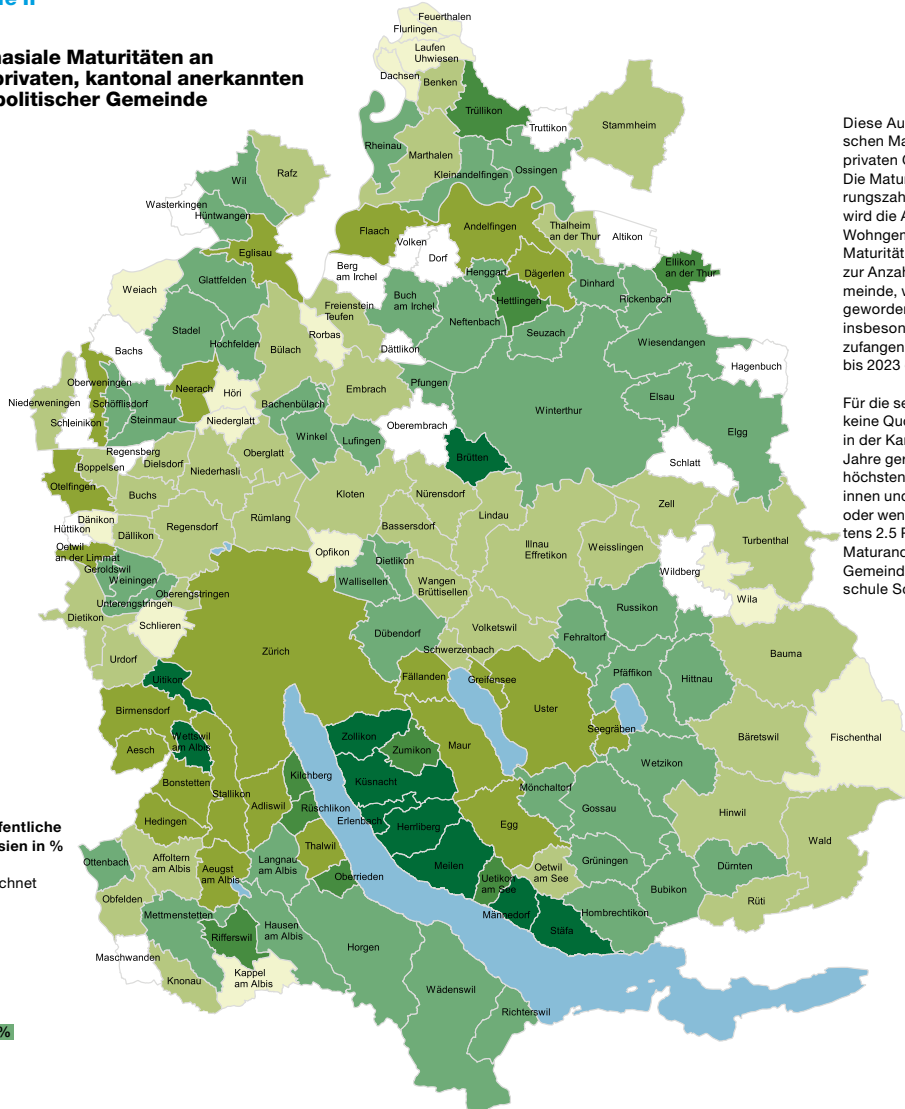 e II
nasiale Maturitäten an
privaten, kantonal anerkannten
politischer Gemeinde
Feuerthalen
Flurlingen
Laufen
Uhwiesen
Dachsen
Benken
Trüllikon
Truttikon
Stammheim
Rheinau
Marthalen
Kleinandelfingen
Ossingen
Wil
Rafz
Wasterkingen
Hüntwangen
Eglisau
Flaach
Volken
Dorf
Andelfingen
Thalheim
an der Thur
Altikon
Berg
am Irchel
Henggart
Dägerlen
Ellikon
an der Thur
Weiach
Glattfelden
Buch
am Irchel
Hettlingen
Dinhard
Rickenbach
Freienstein
Teufen
Neftenbach
Seuzach
Wiesendangen
Stadel
Hochfelden
Bülach
Rorbas
Dättlikon
Bachs
Hagenbuch
Oberweningen
Niederweningen
Schöfflisdorf
Schleinikon
Steinmaur
Neerach
Höri
Bachenbülach
Embrach
Pfungen
Winterthur
Elsau
Elgg
Niederglatt
Winkel
Lufingen
Oberembrach
Brütten
Schlatt
Regensberg
Boppelsen
Dielsdorf
Niederhasli
Oberglatt
Otelfingen
Buchs
Kloten
Nürensdorf
Lindau
Zell
Dänikon
Hüttikon
Dällikon
Regensdorf
Rümlang
Bassersdorf
Illnau
Effretikon
Weisslingen
Turbenthal
Oetwil
an der Limmat
Geroldswil
Weiningen
Opfikon
Dietlikon
Wallisellen
Wangen
Brüttisellen
Wildberg
Wila
Oberengstringen
Unterengstringen
Dietikon
Schlieren
Dübendorf
Volketswil
Schwerzenbach
Fehraltorf
Russikon
Urdorf
Zürich
Bauma
Uitikon
Fällanden
Greifensee
Uster
Pfäffikon
Hittnau
Birmensdorf
Wettswil
am Albis
Aesch
Zollikon
Zumikon
Maur
Seegräben
Bäretswil
Fischenthal
Wetzikon
Bonstetten
Stallikon
Adliswil
Kilchberg
Rüschlikon
Küsnacht
Erlenbach
Herrliberg
Mönchaltorf
Gossau
Hinwil
Hedingen
Thalwil
Egg
Wald
Ottenbach
Affoltern
am Albis
Aeugst
am Albis
Langnau
am Albis
Oberrieden
Meilen
Uetikon
am See
Oetwil
am See
Grüningen
Dürnten
Bubikon
Rüti
Obfelden
Mettmenstetten
Rifferswil
Hausen
am Albis
Männedorf
Stäfa
Hombrechtikon
Horgen
Maschwanden
Knonau
Kappel
am Albis
Wädenswil
Richterswil
fentliche
sien in %
chnet
%
Diese Au
schen Ma
privaten G
Die Matur
rungszah
wird die A
Wohngen
Maturität
zur Anzah
meinde, v
geworden
insbeson
zufangen
bis 2023
Für die se
keine Quo
in der Kan
Jahre ger
höchsten
innen und
oder wen
tens 2.5 P
Maturand
Gemeind
schule Sc